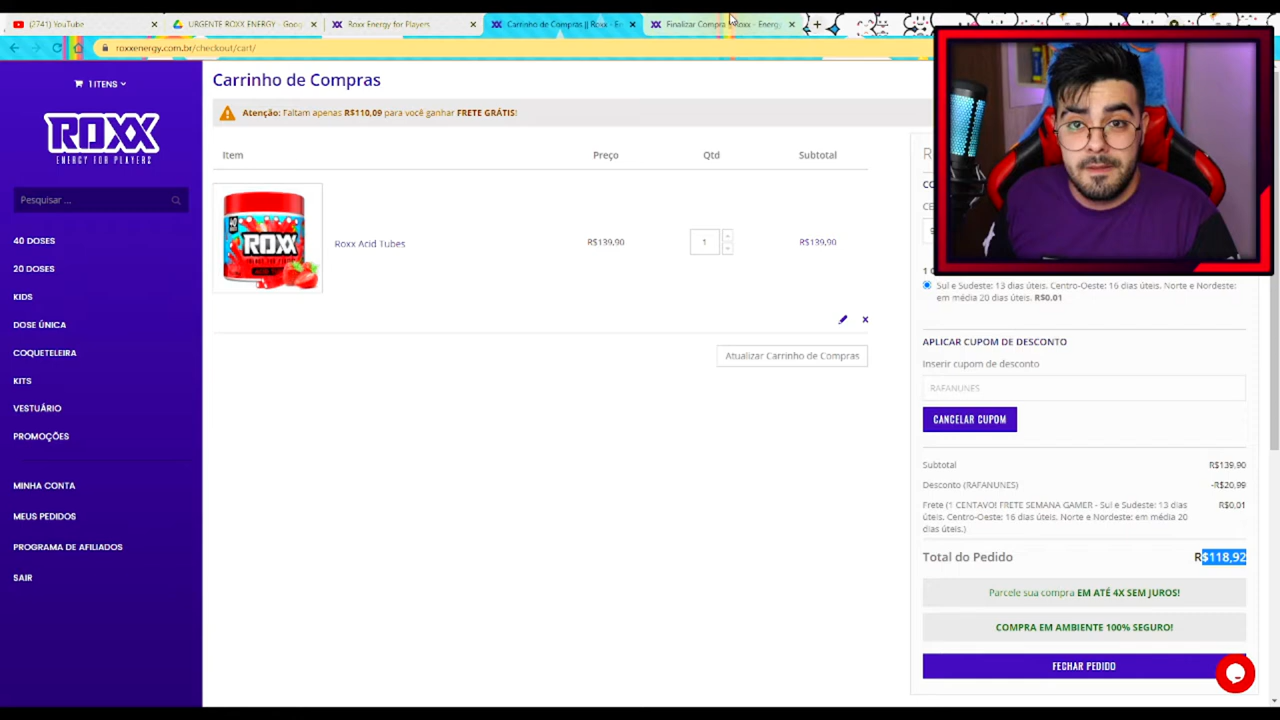 (2741) YouTube
URGENTE ROXX ENERGY - Goog
Roxx Energy for Players
Carrinho de Compras || Roxx - En
Finalizar Compra
Roxx - Energy
roxxenergy.com.br/checkout/cart/
1 ITENS
ROXX
ENERGY FOR PLAYERS
Pesquisar ...
40 DOSES
20 DOSES
KIDS
DOSE ÚNICA
COQUETELEIRA
KITS
VESTUÁRIO
PROMOÇÕES
MINHA CONTA
MEUS PEDIDOS
PROGRAMA DE AFILIADOS
SAIR
Carrinho de Compras
Atenção: Faltam apenas R$110,09 para você ganhar FRETE GRÁTIS!
Item Preço Qtd Subtotal
ROXX
Roxx Acid Tubes R$139,90 1 R$139,90
Atualizar Carrinho de Compras
Sul e Sudeste: 13 dias úteis. Centro-Oeste: 16 dias úteis. Norte e Nordeste:
em média 20 dias úteis. R$0,01
APLICAR CUPOM DE DESCONTO
Inserir cupom de desconto
RAFANUNES
CANCELAR CUPOM
Subtotal R$139,90
Desconto (RAFANUNES) -R$20,99
Frete (1 CENTAVO! FRETE SEMANA GAMER - Sul e Sudeste: 13 dias R$0,01
úteis. Centro-Oeste: 16 dias úteis. Norte e Nordeste: em média 20
dias úteis.)
Total do Pedido R$118,92
Parcele sua compra EM ATÉ 4X SEM JUROS!
COMPRA EM AMBIENTE 100% SEGURO!
FECHAR PEDIDO